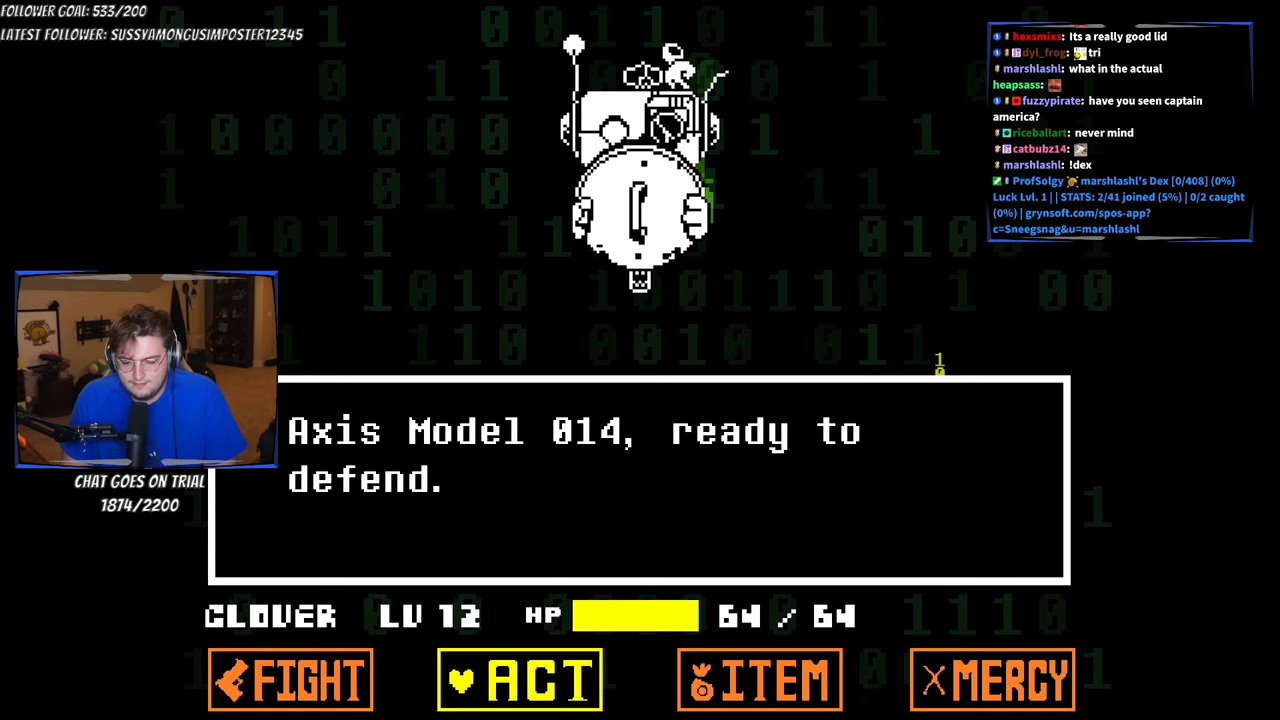 FOLLOWER GOAL: 533/200
LATEST FOLLOWER: SUSSYAMONGUSIMPOSTER12345
hexsmixs: Its a really good lid
dyl_frog: tri
marshlashl: what in the actual
heapsass:
fuzzypirate: have you seen captain
america?
riceballart: never mind
catbubz14:
marshlashl: !dex
ProfSolgy marshlashl's Dex [0/408] (0%)
Luck Lvl. 1 | | STATS: 2/41 joined (5%) | 0/2 caught
(0%) | grynsoft.com/spos-app?
c=Sneegsnag&u=marshlashl
Axis Model 014, ready to
defend.
CHAT GOES ON TRIAL
1874/2200
CLOVER LV 12 HP 64 / 64
FIGHT ACT ITEM MERCY